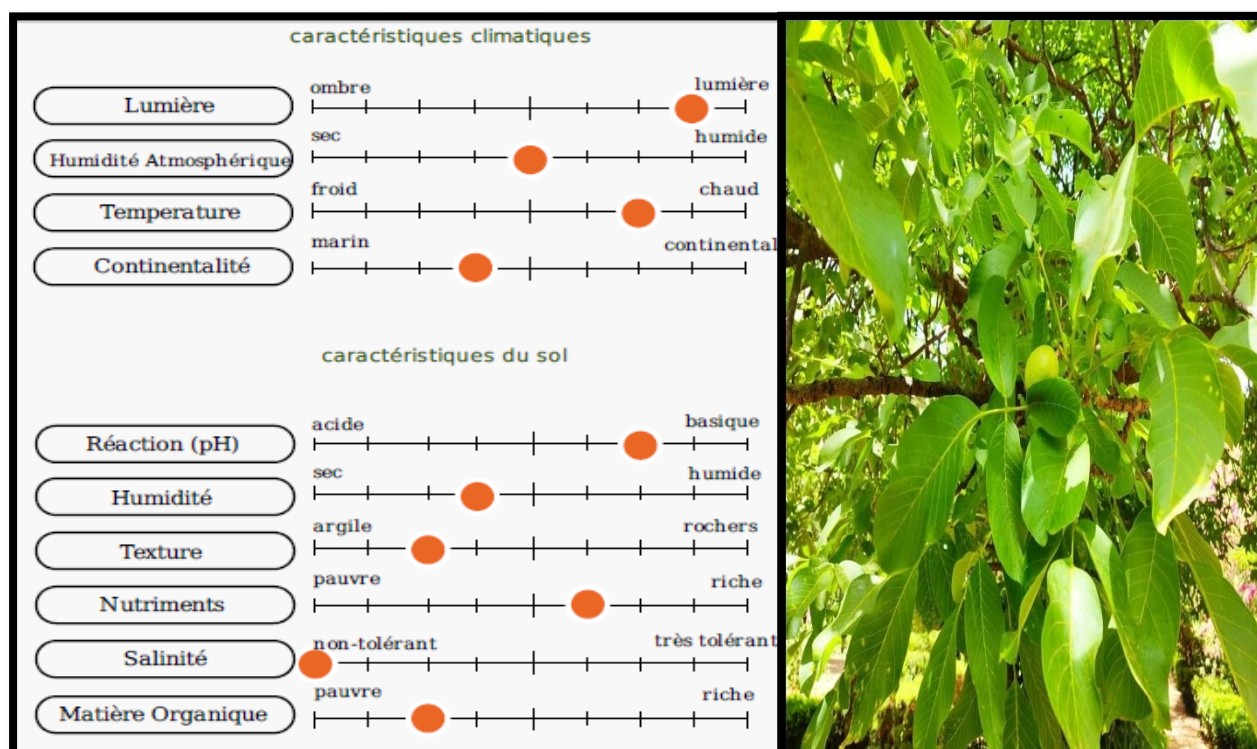 caractéristiques climatiques
ombre lumière
Lumière
sec humide
Humidité Atmosphérique
froid chaud
Temperature
marin continental
Continentalité
caractéristiques du sol
acide basique
Réaction (pH)
sec humide
Humidité
argile rochers
Texture
pauvre riche
Nutriments
non-tolérant très tolérant
Salinité
pauvre riche
Matière Organique